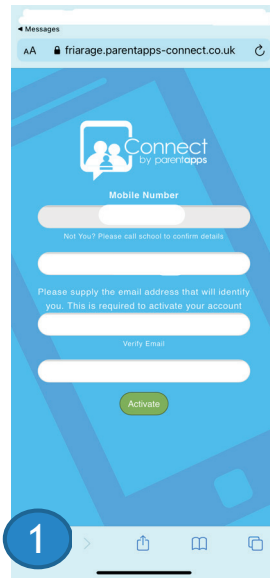 Messages
AA friarage.parentapps-connect.co.uk
Connect
by parentapps
Mobile Number
Not You? Please call school to confirm details
Please supply the email address that will identify
you. This is required to activate your account
Verify Email
Activate
1